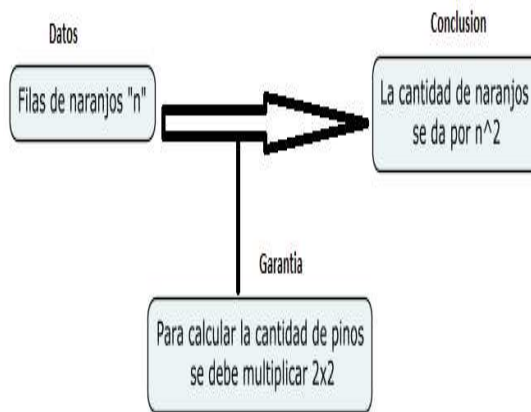 Datos
Conclusion
Filas de naranjos "n"
La cantidad de naranjos
se da por n^2
Garantia
Para calcular la cantidad de pinos
se debe multiplicar 2x2